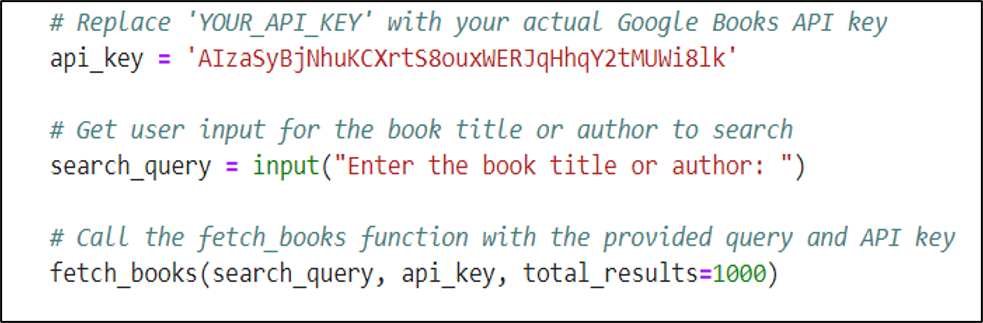 # Replace 'YOUR_API_KEY' with your actual Google Books API key
api_key = 'AIzaSyBjNhuKCXrtS8ouxWERJqHhqY2tMUWi8lk'
# Get user input for the book title or author to search
search_query = input("Enter the book title or author: ")
# Call the fetch_books function with the provided query and API key
fetch_books(search_query, api_key, total_results=1000)